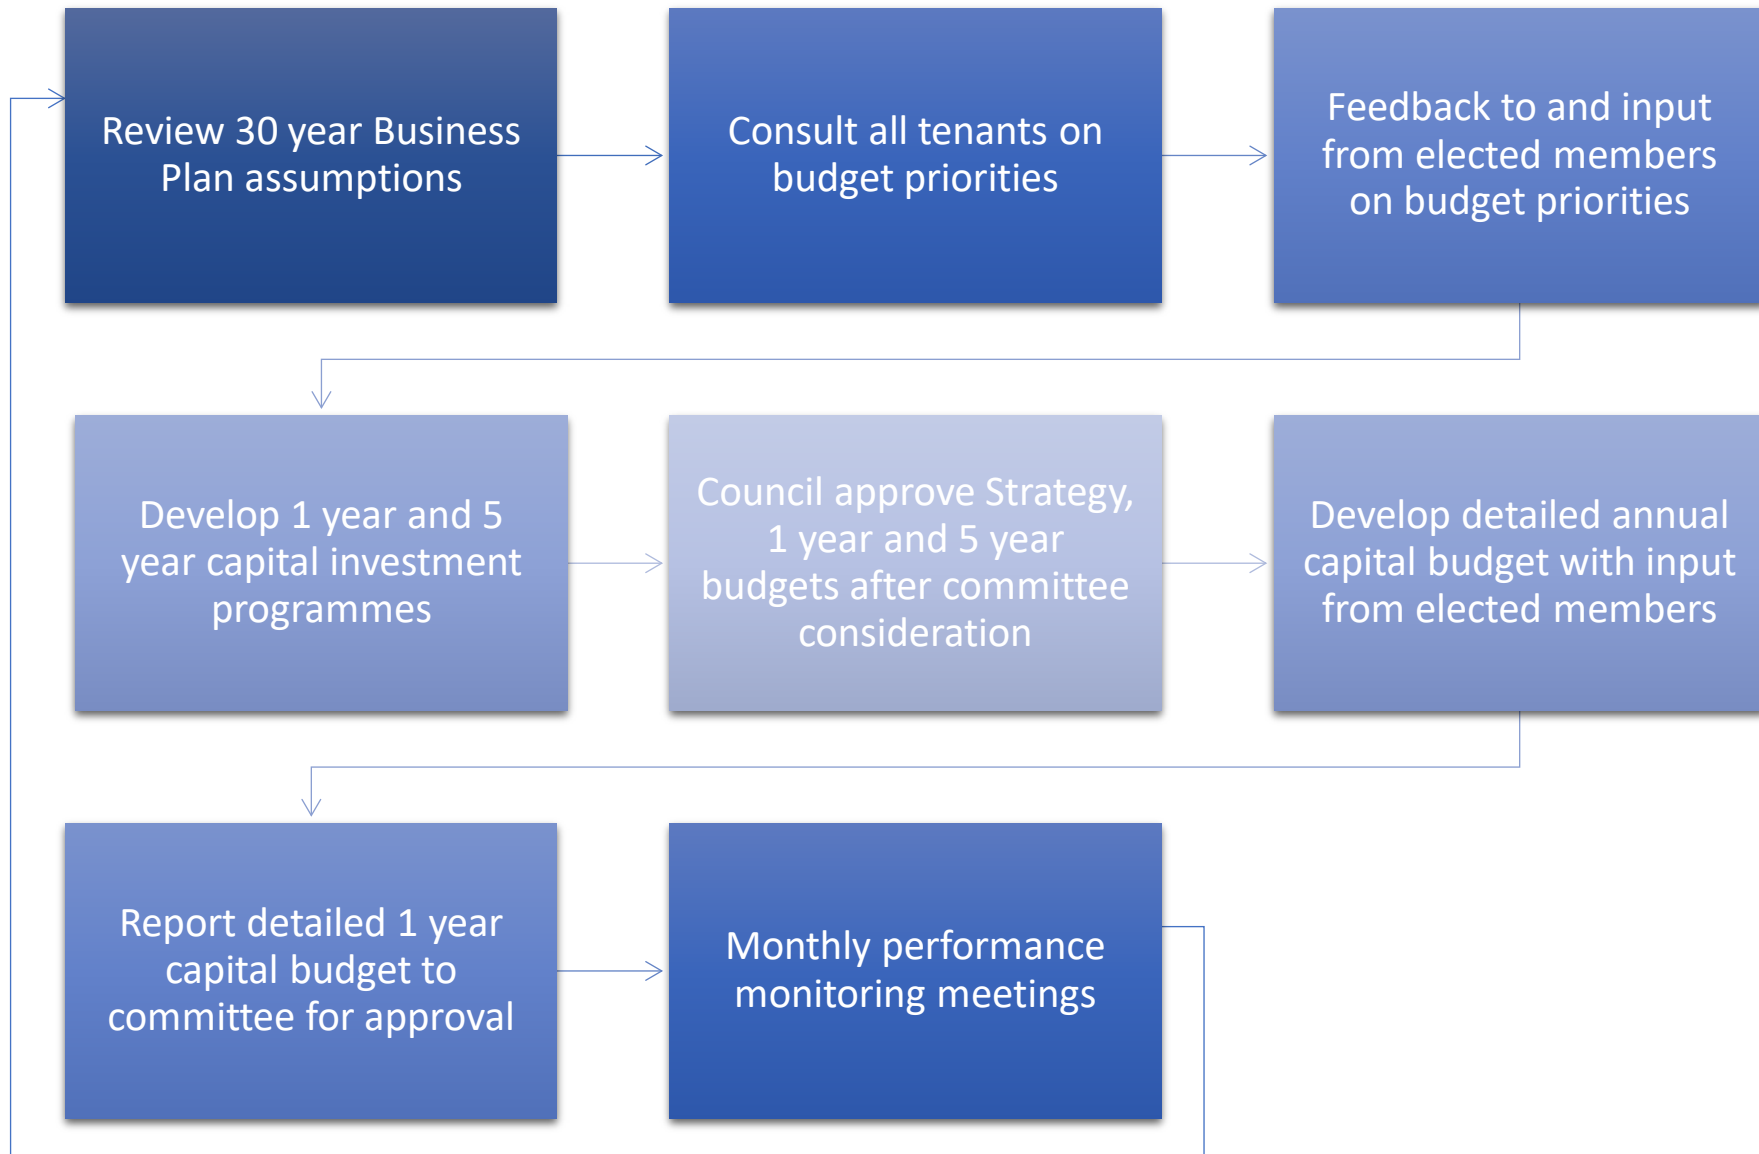 Review 30 year Business
Plan assumptions
Consult all tenants on
budget priorities
Feedback to and input
from elected members
on budget priorities
Develop 1 year and 5
year capital investment
programmes
Council approve Strategy,
1 year and 5 year
budgets after committee
consideration
Develop detailed annual
capital budget with input
from elected members
Report detailed 1 year
capital budget to
committee for approval
Monthly performance
monitoring meetings